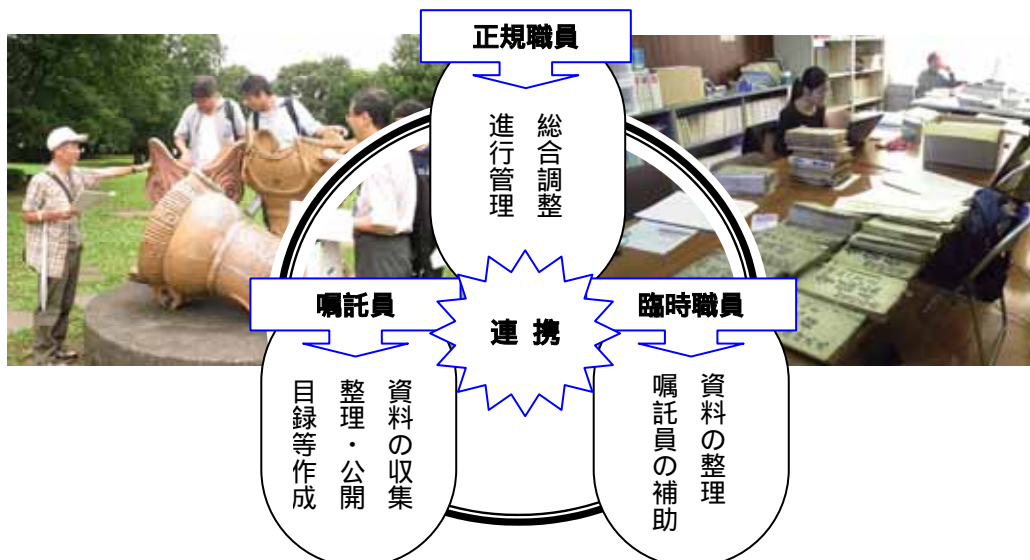 正規職員
総合調整
進行管理
嘱託員
資料の収集
整理・公開
目録等作成
連携
臨時職員
資料の整理
嘱託員の補助